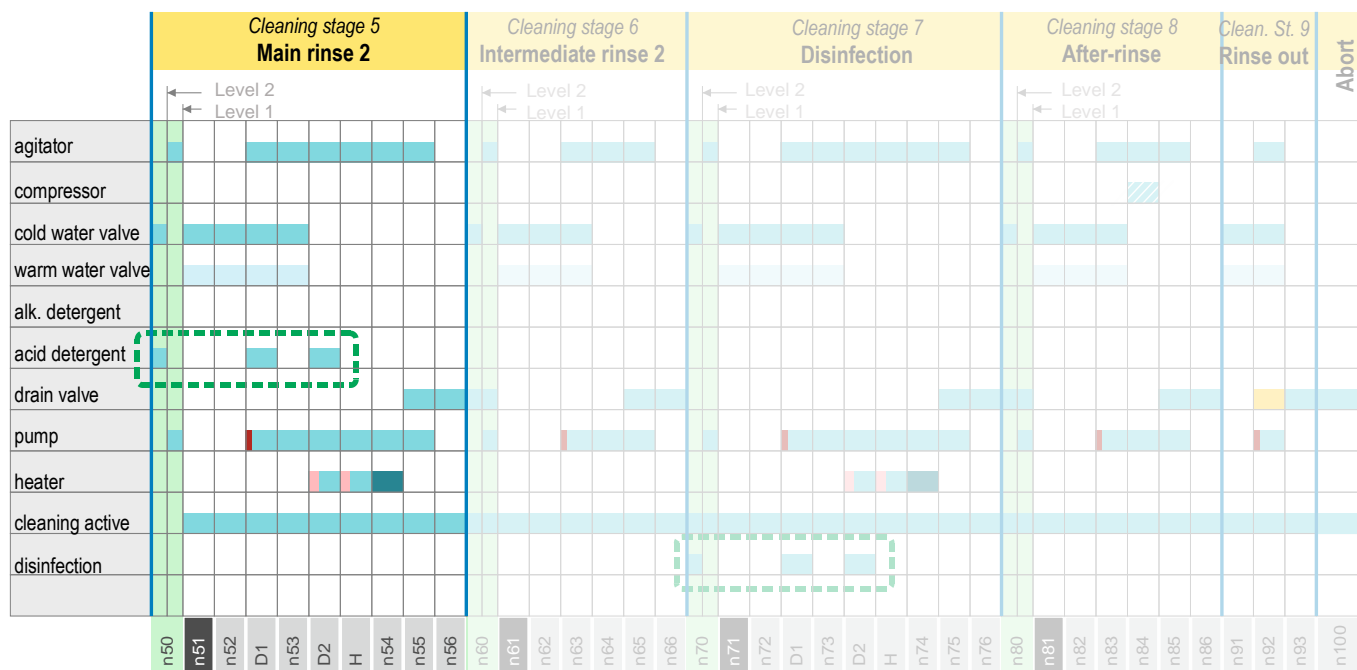 Cleaning stage 5
Main rinse 2
Cleaning stage 6
Intermediate rinse 2
Cleaning stage 7
Disinfection
Cleaning stage 8
After-rinse
Clean. St. 9
Rinse out
Abort
Level 2
Level 1
Level 2
Level 1
Level 2
Level 1
Level 2
Level 1
agitator
compressor
cold water valve
warm water valve
alk. detergent
acid detergent
drain valve
pump
heater
cleaning active
disinfection
n50
n51
n52
D1
n53
D2
H
n54
n55
n56
n60
n61
n62
n63
n64
n65
n66
n70
n71
n72
D1
n73
D2
H
n74
n75
n76
n80
n81
n82
n83
n84
n85
n86
n91
n92
n93
n100